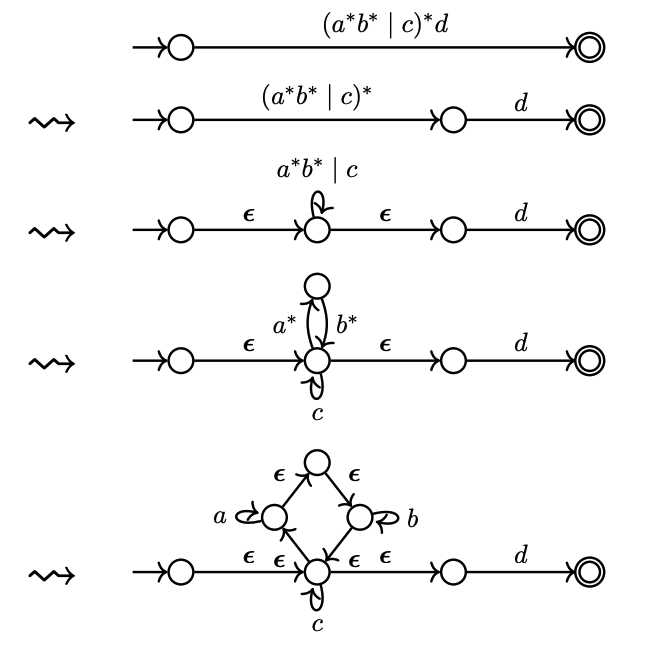 (a*b* | c)*d
(a*b* | c)* d
a*b* | c
ϵ ϵ d
a* b*
ϵ ϵ d
c
ϵ ϵ
a b
ϵ ϵ ϵ ϵ d
c